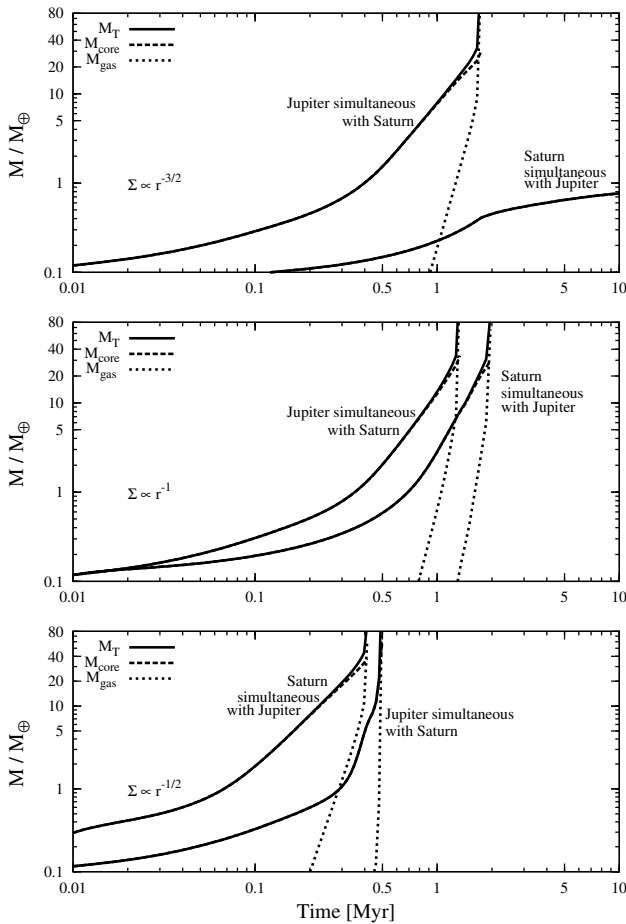 M / M⊕
80
40
20
10
5
1
0.1
M_T
M_core
M_gas
Jupiter simultaneous
with Saturn
Saturn
simultaneous
with Jupiter
Σ ∝ r^-3/2
0.01 0.1 0.5 1 5 10
M / M⊕
80
40
20
10
5
1
0.1
M_T
M_core
M_gas
Jupiter simultaneous
with Saturn
Saturn
simultaneous
with Jupiter
Σ ∝ r^-1
0.01 0.1 0.5 1 5 10
M / M⊕
80
40
20
10
5
1
0.1
M_T
M_core
M_gas
Saturn
simultaneous
with Jupiter
Jupiter simultaneous
with Saturn
Σ ∝ r^-1/2
0.01 0.1 0.5 1 5 10
Time [Myr]